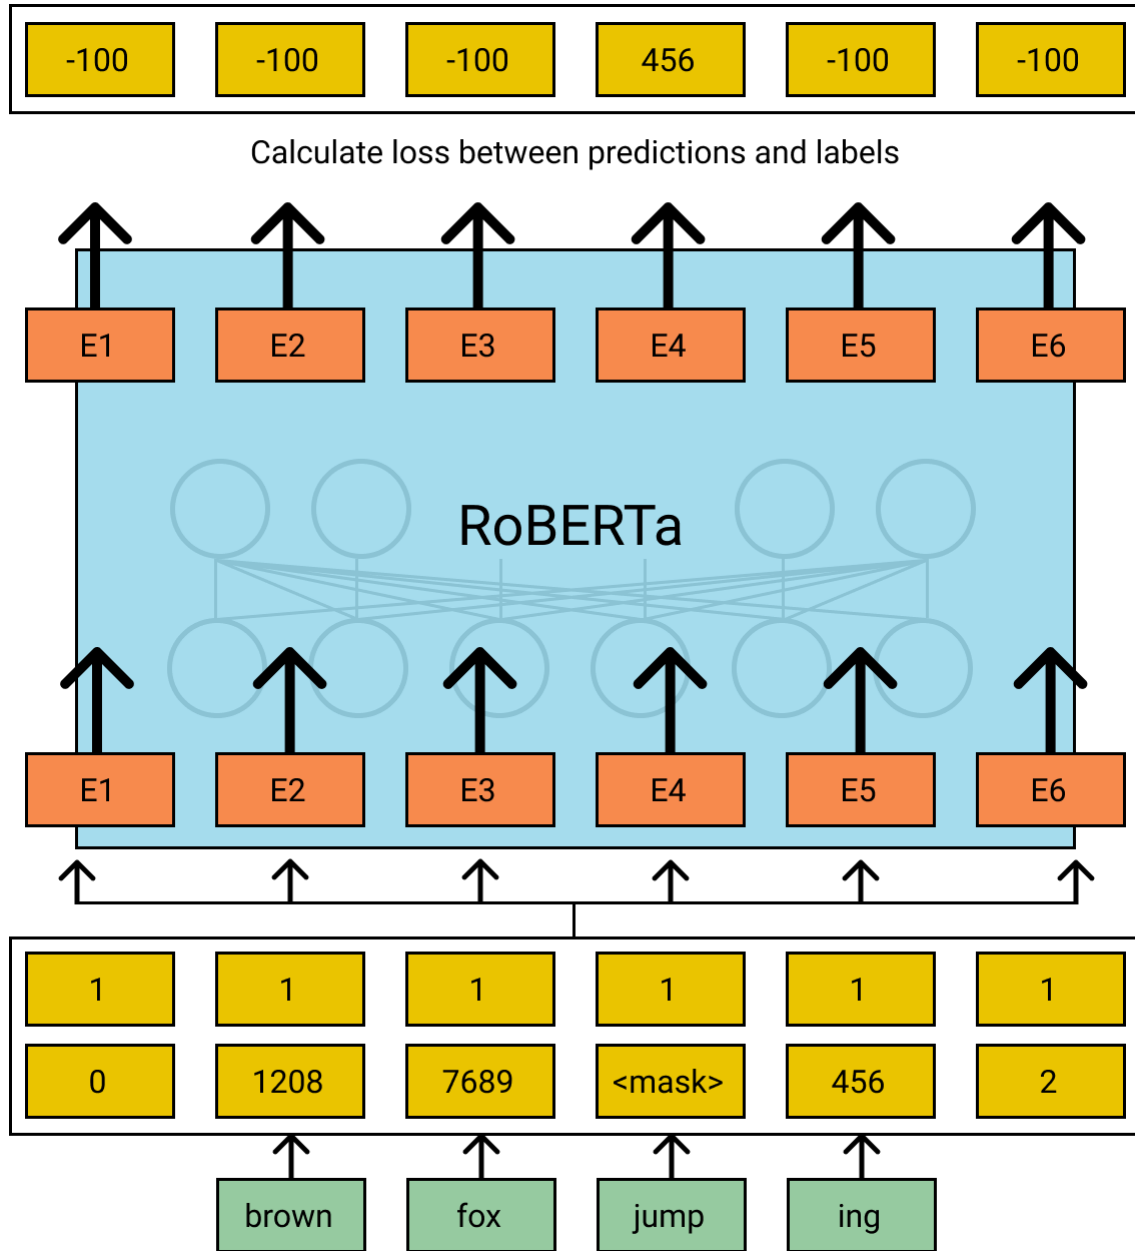 -100 -100 -100 456 -100 -100
Calculate loss between predictions and labels
E1 E2 E3 E4 E5 E6
RoBERTa
E1 E2 E3 E4 E5 E6
1 1 1 1 1 1
0 1208 7689 <mask> 456 2
brown fox jump ing